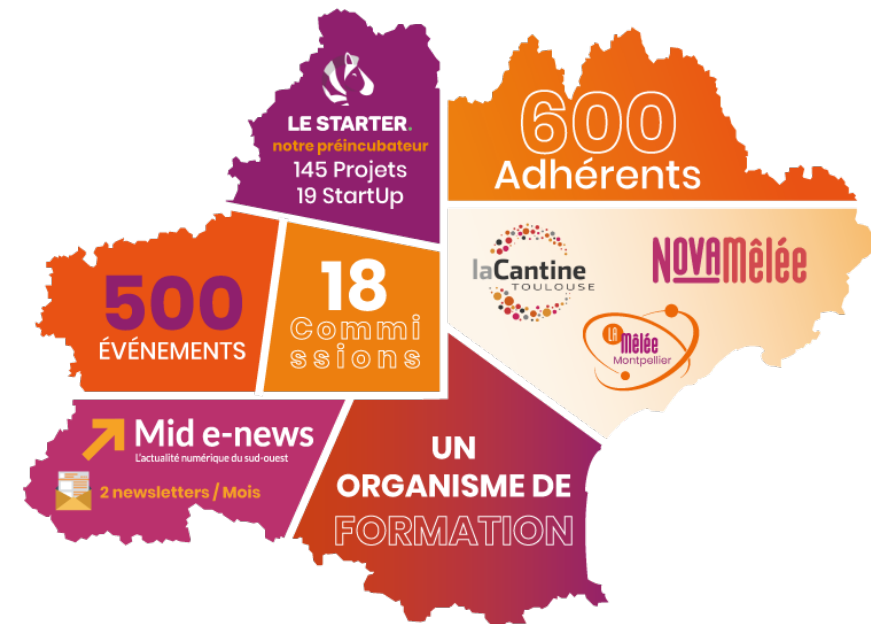 LE STARTER.
notre préincubateur
145 Projets
19 StartUp
600
Adhérents
laCantine
TOULOUSE
NOVAMêlée
LA Mêlée
Montpellier
500
ÉVÉNEMENTS
18
Commi
ssions
Mid e-news
L'actualité numérique du sud-ouest
2 newsletters / Mois
UN
ORGANISME DE
FORMATION